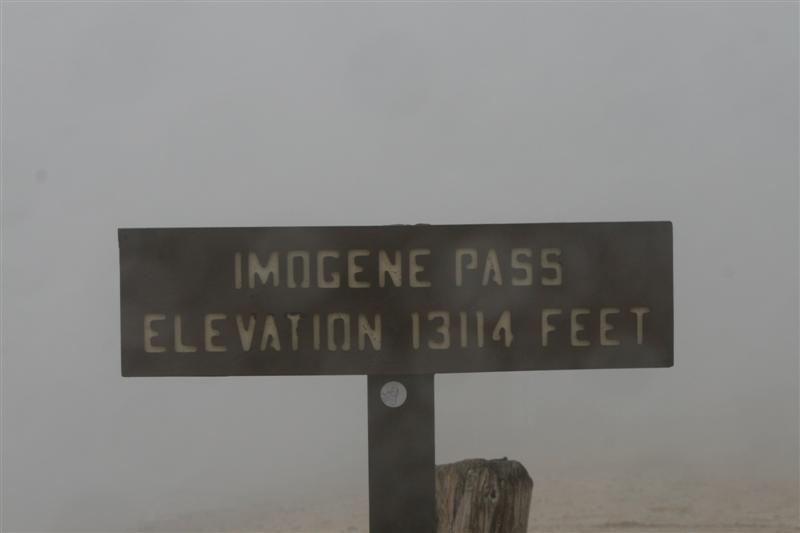 IMOGENE PASS
ELEVATION 13114 FEET